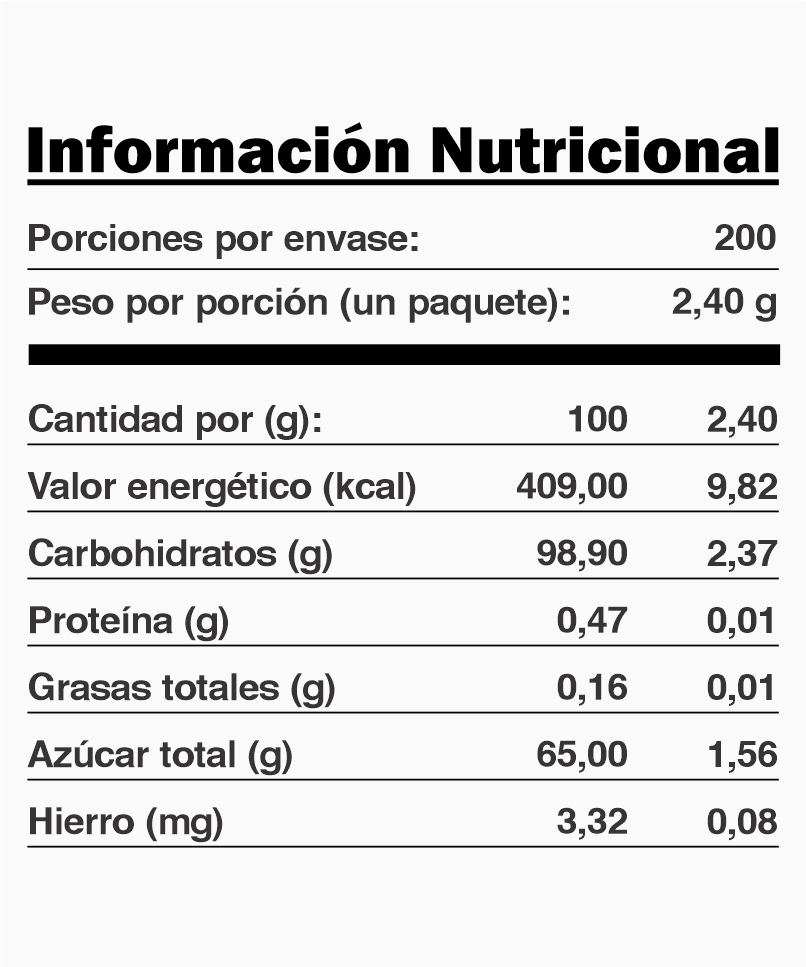 Información Nutricional
Porciones por envase: 200
Peso por porción (un paquete): 2,40 g
Cantidad por (g): 100 2,40
Valor energético (kcal) 409,00 9,82
Carbohidratos (g) 98,90 2,37
Proteína (g) 0,47 0,01
Grasas totales (g) 0,16 0,01
Azúcar total (g) 65,00 1,56
Hierro (mg) 3,32 0,08